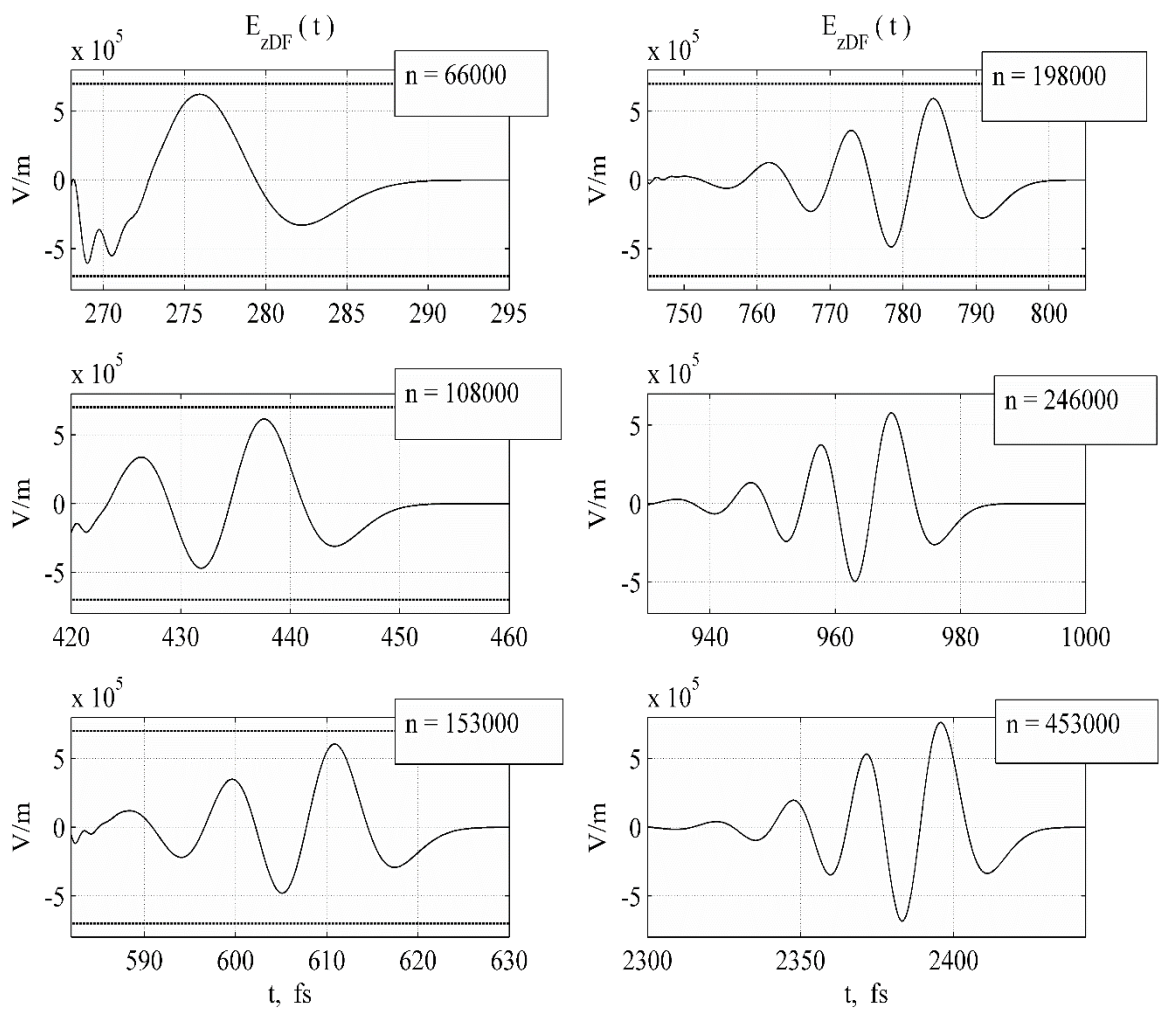 E_zDF ( t )
x 10^5
n = 66000
V/m
5
0
-5
270 275 280 285 290 295
x 10^5
n = 108000
V/m
5
0
-5
420 430 440 450 460
x 10^5
n = 153000
V/m
5
0
-5
590 600 610 620 630
t, fs
E_zDF ( t )
x 10^5
n = 198000
V/m
5
0
-5
750 760 770 780 790 800
x 10^5
n = 246000
V/m
5
0
-5
940 960 980 1000
x 10^5
n = 453000
V/m
5
0
-5
2300 2350 2400
t, fs